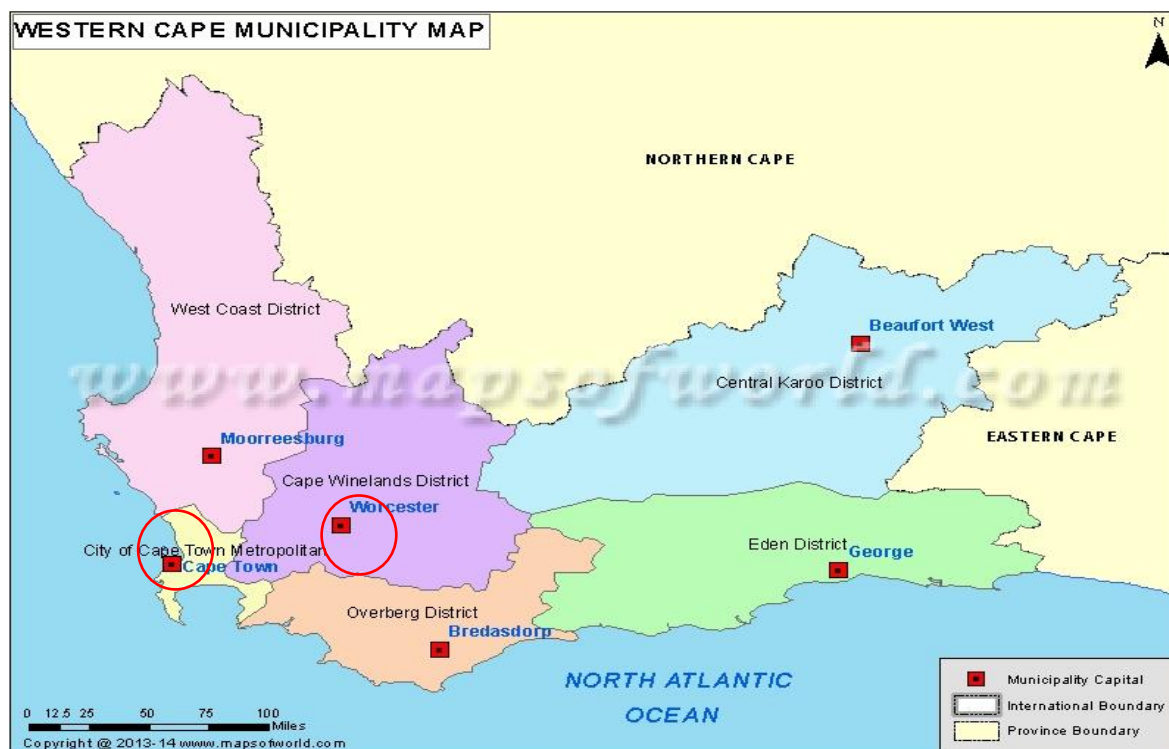 WESTERN CAPE MUNICIPALITY MAP
N
NORTHERN CAPE
West Coast District
Beaufort West
www.mapsofworld.com
Central Karoo District
Moorreesburg
EASTERN CAPE
Cape Winelands District
Worcester
City of Cape Town Metropolitan
Cape Town
Eden District
George
Overberg District
Bredasdorp
NORTH ATLANTIC
OCEAN
Municipality Capital
International Boundary
Province Boundary
0 12.5 25 50 75 100
Miles
Copyright @ 2013-14 www.mapsofworld.com